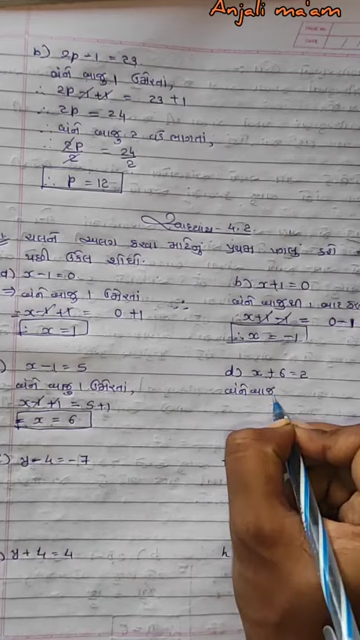 Anjali ma'am
b) 2p - 1 = 23
બંને બાજુ 1 ઉમેરતાં,
∴ 2p - 1 + 1 = 23 + 1
∴ 2p = 24
∴ બંને બાજુ 2 વડે ભાગતાં,
∴ 2p/2 = 24/2
∴ p = 12
સ્વાધ્યાય - 4.2
ચલને અલગ કરવા માટેનું પ્રથમ પગલું કહો
પછી ઉકેલ શોધો.
a) x - 1 = 0
⇒ બંને બાજુ 1 ઉમેરતાં
= x - 1 + 1 = 0 + 1
∴ x = 1
b) x + 1 = 0
બંને બાજુથી 1 બાદ કરતાં
∴ x + 1 - 1 = 0 - 1
∴ x = -1
) x - 1 = 5
બંને બાજુ 1 ઉમેરતાં,
x - 1 + 1 = 5 + 1
x = 6
d) x + 6 = 2
બંને બાજુ
) y - 4 = -7
) y + 4 = 4
h